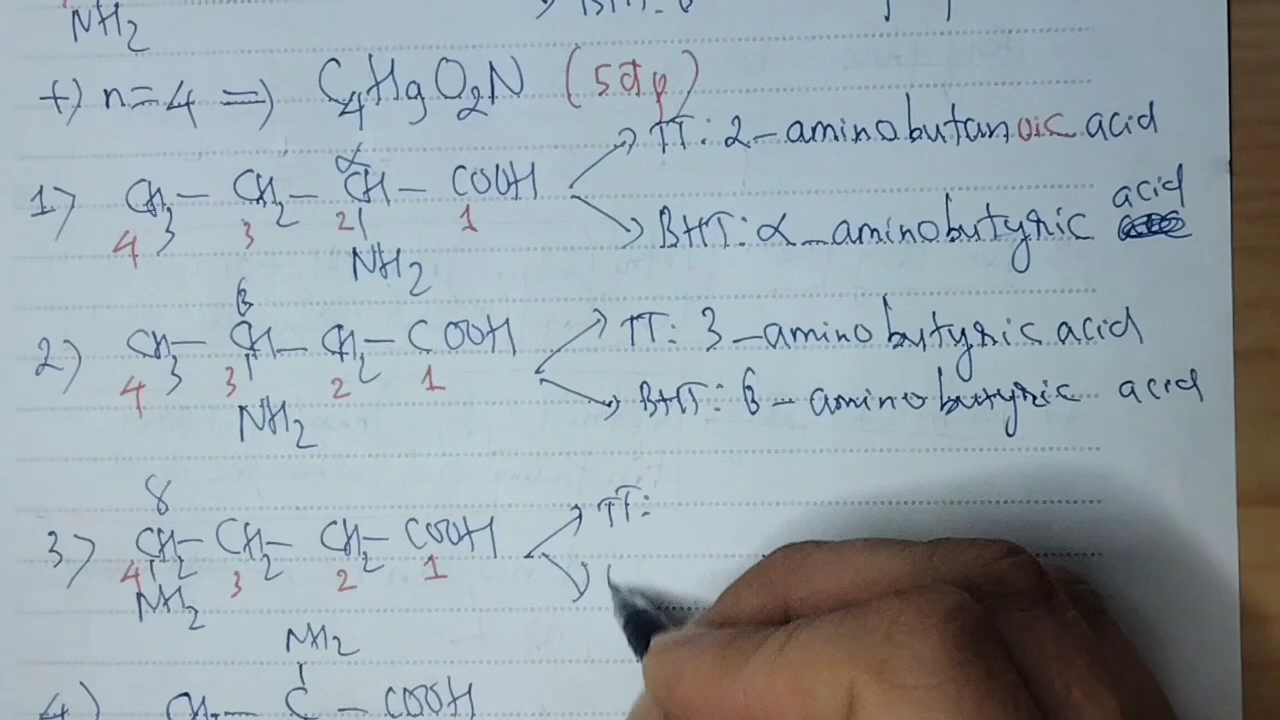 NH2
+) n=4 => C4H9O2N (5đp)
TT: 2-aminobutanoic acid
α
1) CH3 - CH2 - CH - COOH
4 3 2 1
NH2
BHT: α-aminobutyric acid
β
TT: 3-aminobutyric acid
2) CH3 - CH - CH2 - COOH
4 3 2 1
NH2
BHT: β-aminobutyric acid
γ
TT:
3) CH2 - CH2 - CH2 - COOH
4 3 2 1
NH2
NH2
4) C - COOH